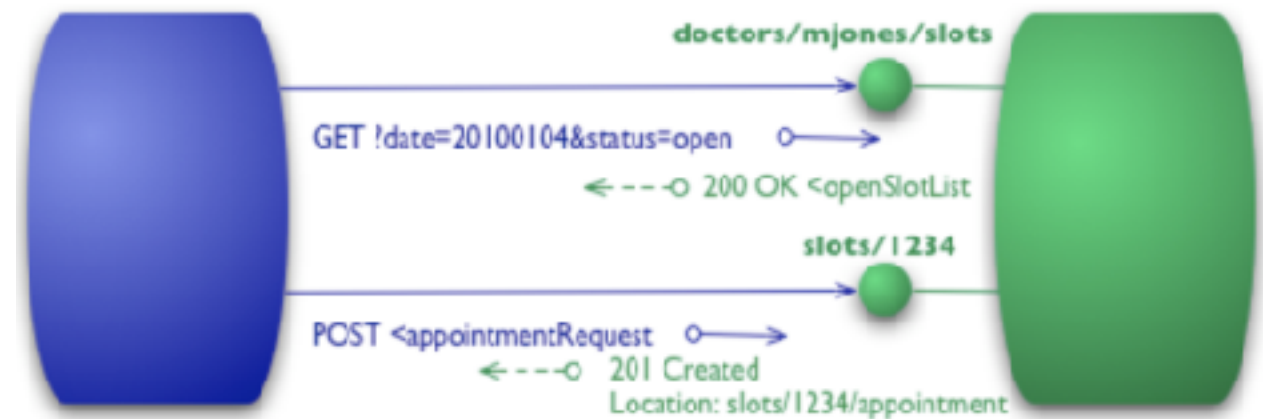 doctors/mjones/slots
GET ?date=20100104&status=open
200 OK <openSlotList
slots/1234
POST <appointmentRequest
201 Created
Location: slots/1234/appointment